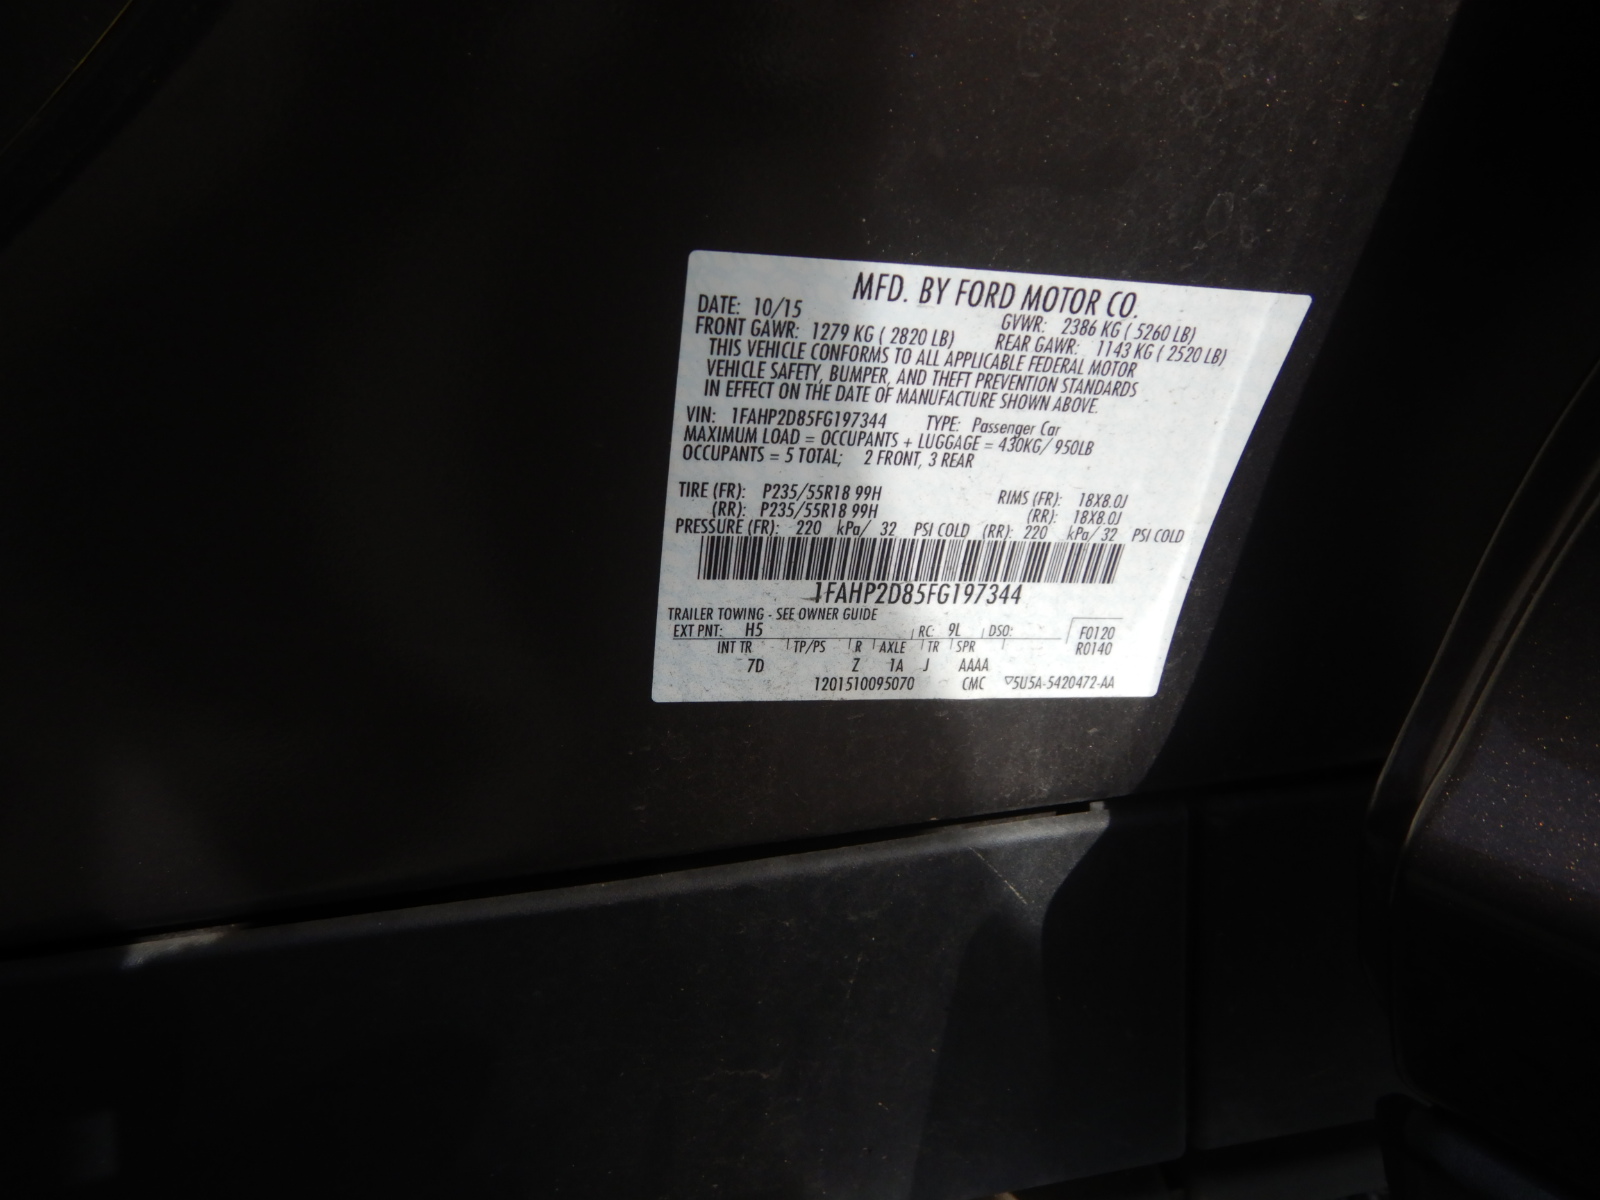 MFD. BY FORD MOTOR CO.
DATE: 10/15 GVWR: 2386 KG ( 5260 LB)
FRONT GAWR: 1279 KG ( 2820 LB) REAR GAWR: 1143 KG ( 2520 LB)
THIS VEHICLE CONFORMS TO ALL APPLICABLE FEDERAL MOTOR
VEHICLE SAFETY, BUMPER, AND THEFT PREVENTION STANDARDS
IN EFFECT ON THE DATE OF MANUFACTURE SHOWN ABOVE.
VIN: 1FAHP2D85FG197344 TYPE: Passenger Car
MAXIMUM LOAD = OCCUPANTS + LUGGAGE = 430KG/ 950LB
OCCUPANTS = 5 TOTAL; 2 FRONT, 3 REAR
TIRE (FR): P235/55R18 99H RIMS (FR): 18X8.0J
(RR): P235/55R18 99H (RR): 18X8.0J
PRESSURE (FR): 220 kPa/ 32 PSI COLD (RR): 220 kPa/ 32 PSI COLD
1FAHP2D85FG197344
TRAILER TOWING - SEE OWNER GUIDE
EXT PNT: H5 RC: 9L DSO: F0120
INT TR TP/PS R AXLE TR SPR R0140
7D Z 1A J AAAA
1201510095070 CMC ▽5U5A-5420472-AA